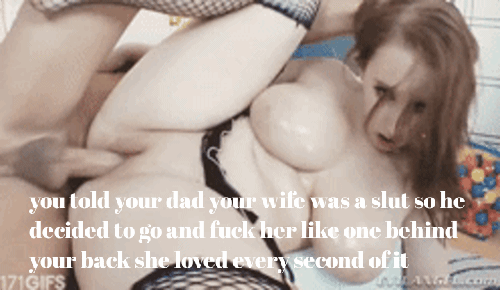 you told your dad your wife was a slut so he
decided to go and fuck her like one behind
your back she loved every second of it
171GIFS